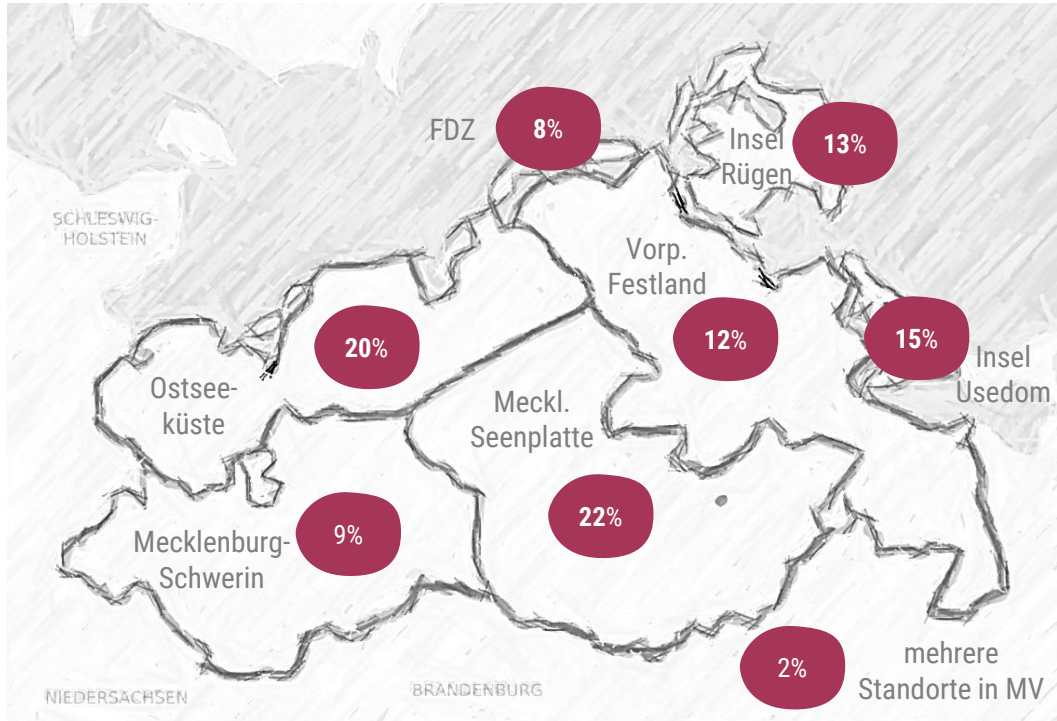 FDZ
8%
Insel
Rügen
13%
SCHLESWIG-
HOLSTEIN
Vorp.
Festland
12%
15%
Insel
Usedom
20%
Ostsee-
küste
Meckl.
Seenplatte
22%
Mecklenburg-
Schwerin
9%
2%
mehrere
Standorte in MV
NIEDERSACHSEN
BRANDENBURG